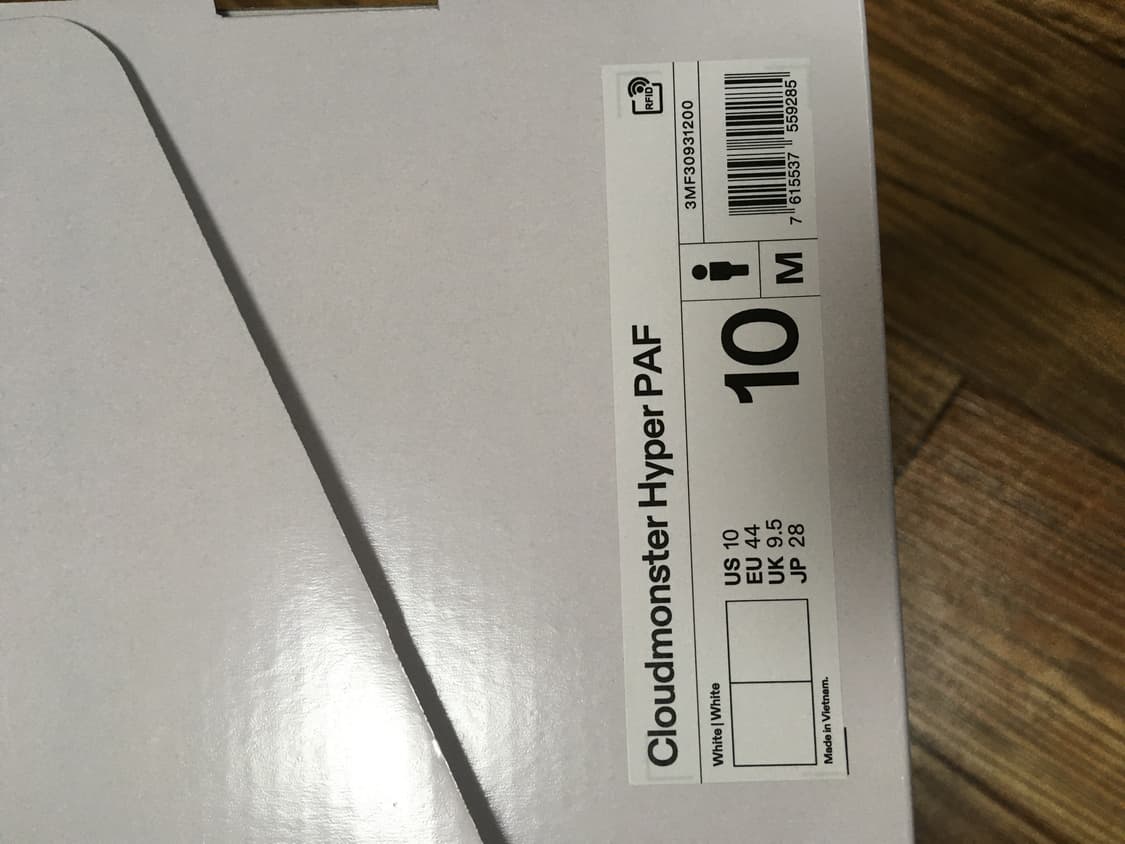 Cloudmonster Hyper PAF
RFID
3MF30931200
White | White
US 10
EU 44
UK 9.5
JP 28
10
M
7 615537 559285
Made in Vietnam.